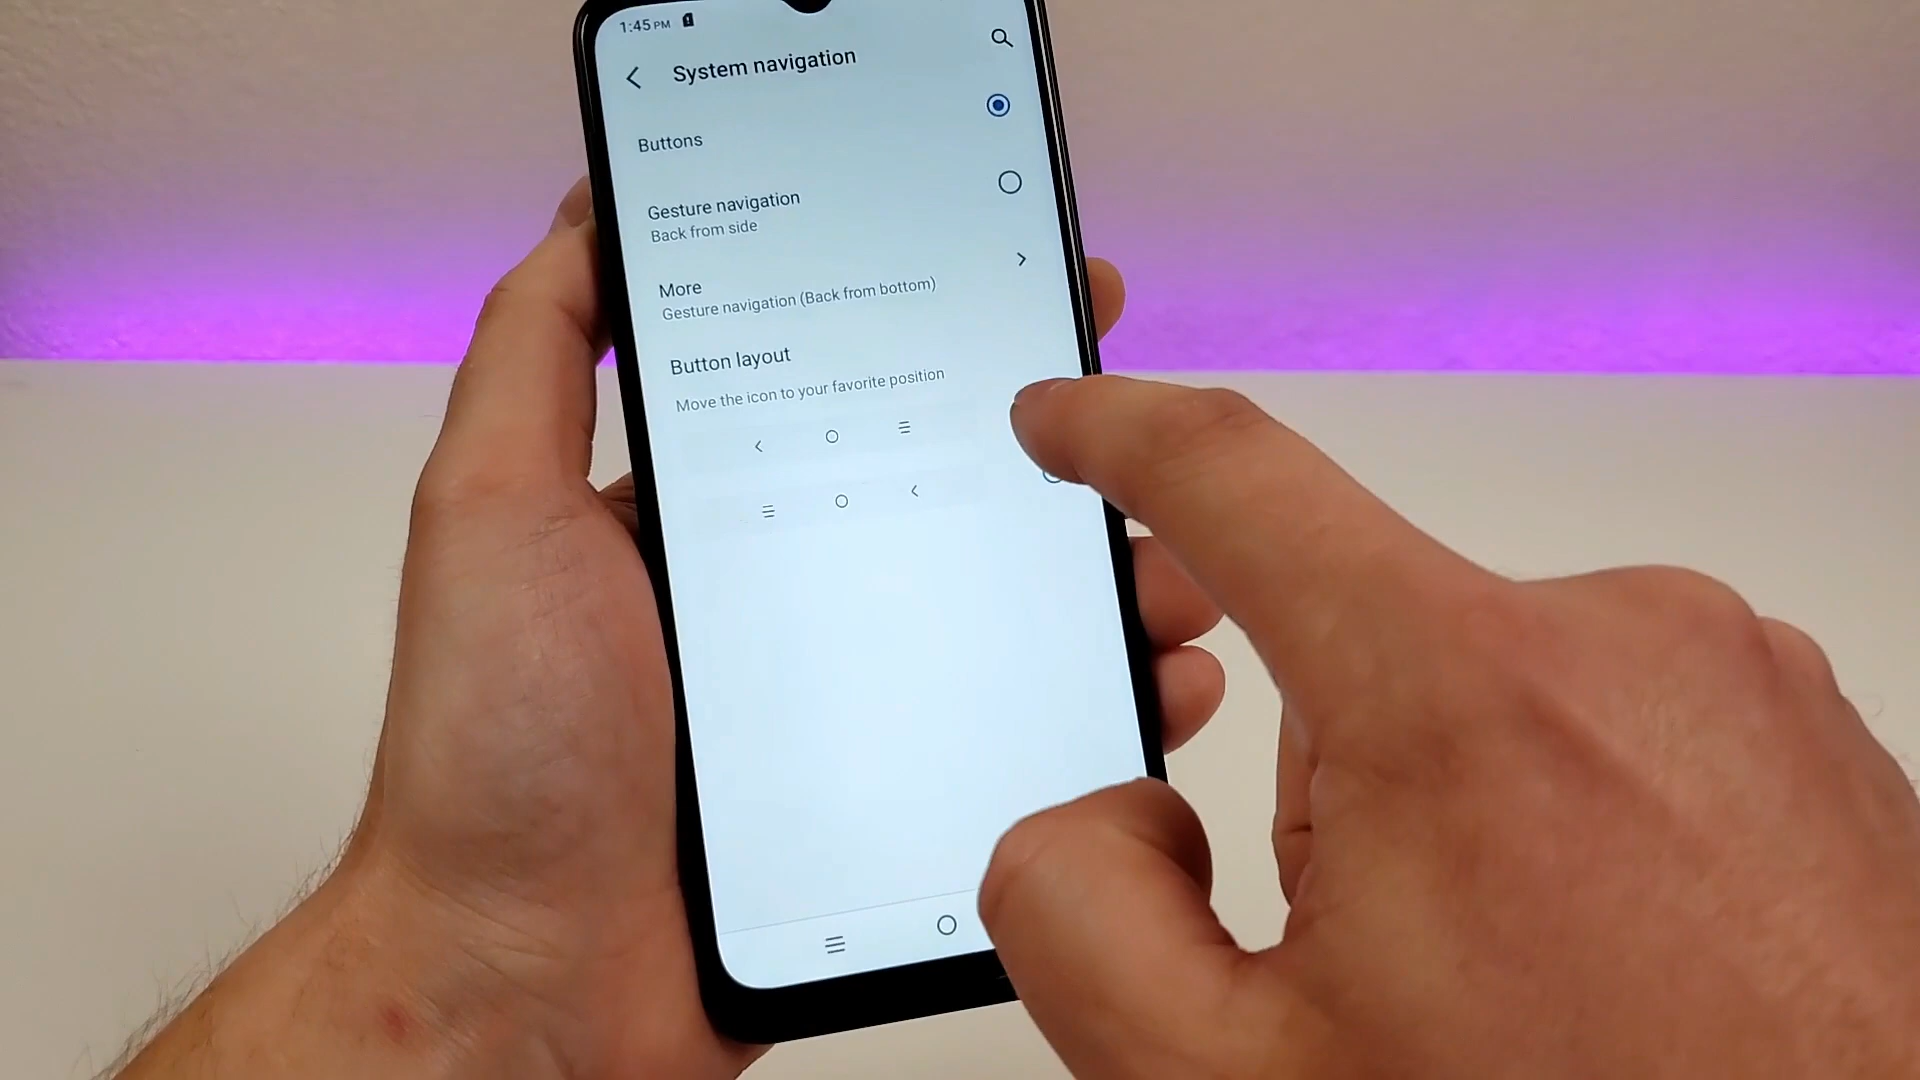 1:45 PM
System navigation
Buttons
Gesture navigation
Back from side
More
Gesture navigation (Back from bottom)
Button layout
Move the icon to your favorite position